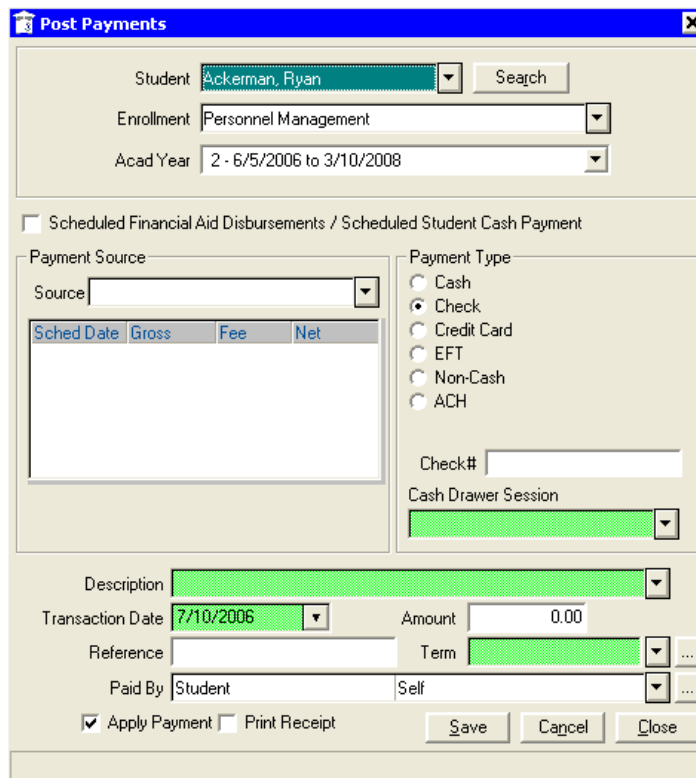 Post Payments
Student Ackerman, Ryan Search
Enrollment Personnel Management
Acad Year 2 - 6/5/2006 to 3/10/2008
Scheduled Financial Aid Disbursements / Scheduled Student Cash Payment
Payment Source
Source
Sched Date Gross Fee Net
Payment Type
Cash
Check
Credit Card
EFT
Non-Cash
ACH
Check#
Cash Drawer Session
Description
Transaction Date 7/10/2006 Amount 0.00
Reference Term ...
Paid By Student Self ...
Apply Payment Print Receipt Save Cancel Close